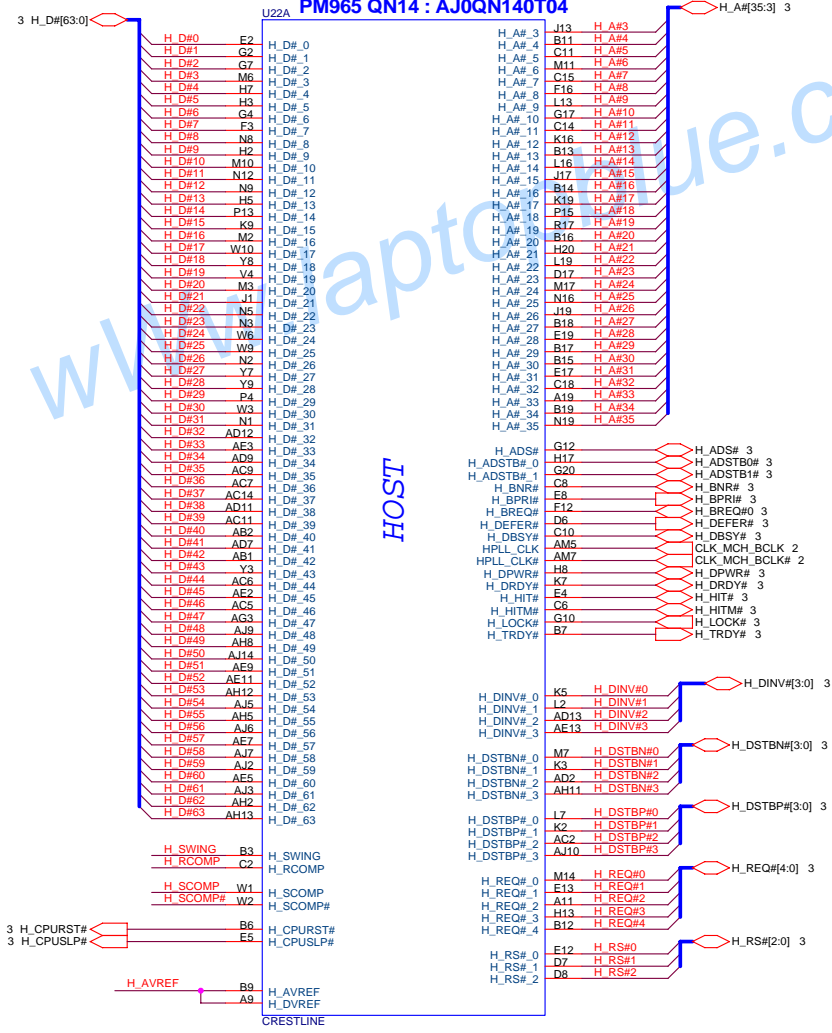 PM965 QN14 : AJ0QN140T04
U22A
3 H_D#[63:0]
H_A#[35:3] 3
H_D#0 E2 H_D#_0
H_D#1 G2 H_D#_1
H_D#2 G7 H_D#_2
H_D#3 M6 H_D#_3
H_D#4 H7 H_D#_4
H_D#5 H3 H_D#_5
H_D#6 G4 H_D#_6
H_D#7 F3 H_D#_7
H_D#8 N8 H_D#_8
H_D#9 H2 H_D#_9
H_D#10 M10 H_D#_10
H_D#11 N12 H_D#_11
H_D#12 N9 H_D#_12
H_D#13 H5 H_D#_13
H_D#14 P13 H_D#_14
H_D#15 K9 H_D#_15
H_D#16 M2 H_D#_16
H_D#17 W10 H_D#_17
H_D#18 Y8 H_D#_18
H_D#19 V4 H_D#_19
H_D#20 M3 H_D#_20
H_D#21 J1 H_D#_21
H_D#22 N5 H_D#_22
H_D#23 N3 H_D#_23
H_D#24 W6 H_D#_24
H_D#25 W9 H_D#_25
H_D#26 N2 H_D#_26
H_D#27 Y7 H_D#_27
H_D#28 Y9 H_D#_28
H_D#29 P4 H_D#_29
H_D#30 W3 H_D#_30
H_D#31 N1 H_D#_31
H_D#32 AD12 H_D#_32
H_D#33 AE3 H_D#_33
H_D#34 AD9 H_D#_34
H_D#35 AC9 H_D#_35
H_D#36 AC7 H_D#_36
H_D#37 AC14 H_D#_37
H_D#38 AD11 H_D#_38
H_D#39 AC11 H_D#_39
H_D#40 AB2 H_D#_40
H_D#41 AD7 H_D#_41
H_D#42 AB1 H_D#_42
H_D#43 Y3 H_D#_43
H_D#44 AC6 H_D#_44
H_D#45 AE2 H_D#_45
H_D#46 AC5 H_D#_46
H_D#47 AG3 H_D#_47
H_D#48 AJ9 H_D#_48
H_D#49 AH8 H_D#_49
H_D#50 AJ14 H_D#_50
H_D#51 AE9 H_D#_51
H_D#52 AE11 H_D#_52
H_D#53 AH12 H_D#_53
H_D#54 AJ5 H_D#_54
H_D#55 AH5 H_D#_55
H_D#56 AJ6 H_D#_56
H_D#57 AE7 H_D#_57
H_D#58 AJ7 H_D#_58
H_D#59 AJ2 H_D#_59
H_D#60 AE5 H_D#_60
H_D#61 AJ3 H_D#_61
H_D#62 AH2 H_D#_62
H_D#63 AH13 H_D#_63
H_SWING B3 H_SWING
H_RCOMP C2 H_RCOMP
H_SCOMP W1 H_SCOMP
H_SCOMP# W2 H_SCOMP#
3 H_CPURST# B6 H_CPURST#
3 H_CPUSLP# E5 H_CPUSLP#
H_AVREF B9 H_AVREF
A9 H_DVREF
HOST
H_A#_3 J13 H_A#3
H_A#_4 B11 H_A#4
H_A#_5 C11 H_A#5
H_A#_6 M11 H_A#6
H_A#_7 C15 H_A#7
H_A#_8 F16 H_A#8
H_A#_9 L13 H_A#9
H_A#_10 G17 H_A#10
H_A#_11 C14 H_A#11
H_A#_12 K16 H_A#12
H_A#_13 B13 H_A#13
H_A#_14 L16 H_A#14
H_A#_15 J17 H_A#15
H_A#_16 B14 H_A#16
H_A#_17 K19 H_A#17
H_A#_18 P15 H_A#18
H_A#_19 R17 H_A#19
H_A#_20 B16 H_A#20
H_A#_21 H20 H_A#21
H_A#_22 L19 H_A#22
H_A#_23 D17 H_A#23
H_A#_24 M17 H_A#24
H_A#_25 N16 H_A#25
H_A#_26 J19 H_A#26
H_A#_27 B18 H_A#27
H_A#_28 E19 H_A#28
H_A#_29 B17 H_A#29
H_A#_30 B15 H_A#30
H_A#_31 E17 H_A#31
H_A#_32 C18 H_A#32
H_A#_33 A19 H_A#33
H_A#_34 B19 H_A#34
H_A#_35 N19 H_A#35
H_ADS# G12 H_ADS# 3
H_ADSTB#_0 H17 H_ADSTB0# 3
H_ADSTB#_1 G20 H_ADSTB1# 3
H_BNR# C8 H_BNR# 3
H_BPRI# E8 H_BPRI# 3
H_BREQ# F12 H_BREQ#0 3
H_DEFER# D6 H_DEFER# 3
H_DBSY# C10 H_DBSY# 3
HPLL_CLK AM5 CLK_MCH_BCLK 2
HPLL_CLK# AM7 CLK_MCH_BCLK# 2
H_DPWR# H8 H_DPWR# 3
H_DRDY# K7 H_DRDY# 3
H_HIT# E4 H_HIT# 3
H_HITM# C6 H_HITM# 3
H_LOCK# G10 H_LOCK# 3
H_TRDY# B7 H_TRDY# 3
H_DINV#[3:0] 3
H_DINV#_0 K5 H_DINV#0
H_DINV#_1 L2 H_DINV#1
H_DINV#_2 AD13 H_DINV#2
H_DINV#_3 AE13 H_DINV#3
H_DSTBN#[3:0] 3
H_DSTBN#_0 M7 H_DSTBN#0
H_DSTBN#_1 K3 H_DSTBN#1
H_DSTBN#_2 AD2 H_DSTBN#2
H_DSTBN#_3 AH11 H_DSTBN#3
H_DSTBP#[3:0] 3
H_DSTBP#_0 L7 H_DSTBP#0
H_DSTBP#_1 K2 H_DSTBP#1
H_DSTBP#_2 AC2 H_DSTBP#2
H_DSTBP#_3 AJ10 H_DSTBP#3
H_REQ#[4:0] 3
H_REQ#_0 M14 H_REQ#0
H_REQ#_1 E13 H_REQ#1
H_REQ#_2 A11 H_REQ#2
H_REQ#_3 H13 H_REQ#3
H_REQ#_4 B12 H_REQ#4
H_RS#[2:0] 3
H_RS#_0 E12 H_RS#0
H_RS#_1 D7 H_RS#1
H_RS#_2 D8 H_RS#2
CRESTLINE
wWw.laptopblue.c